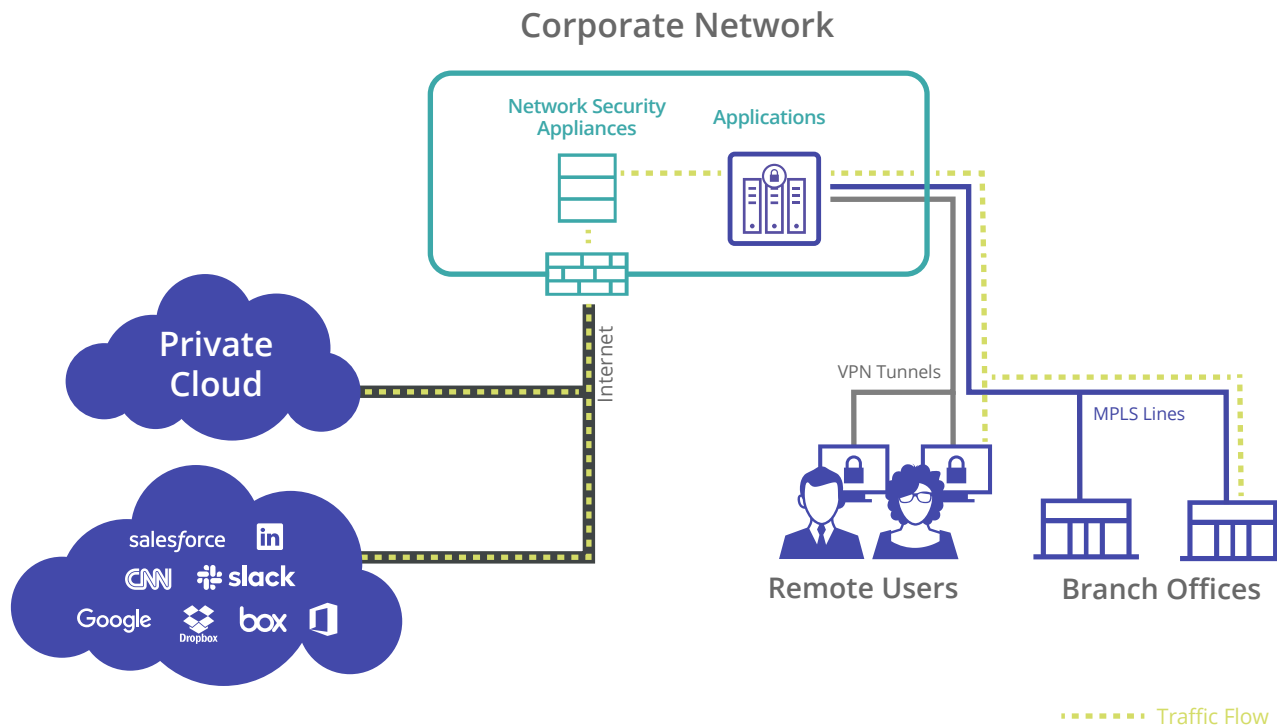 Corporate Network
Network Security
Appliances
Applications
Internet
Private
Cloud
VPN Tunnels
MPLS Lines
salesforce
in
CNN
slack
Google
Dropbox
box
Remote Users
Branch Offices
Traffic Flow